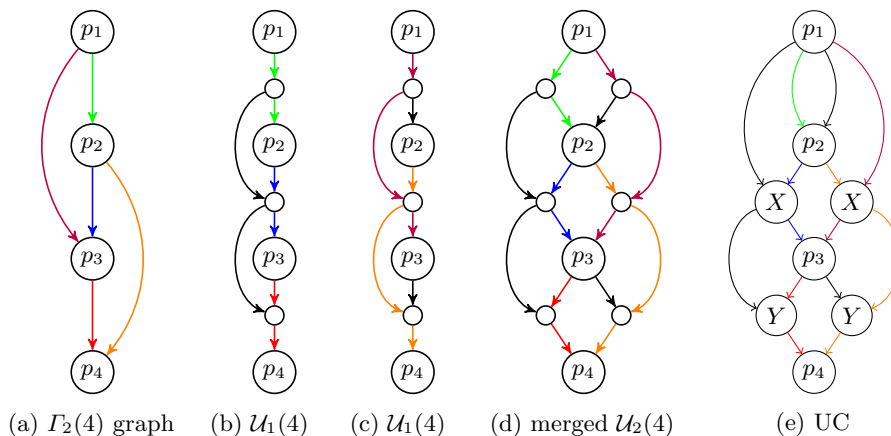 p₁ p₁ p₁ p₁ p₁
p₂ p₂ p₂ p₂ p₂
X X
p₃ p₃ p₃ p₃ p₃
Y Y
p₄ p₄ p₄ p₄ p₄
(a) Γ₂(4) graph (b) 𝒰₁(4) (c) 𝒰₁(4) (d) merged 𝒰₂(4) (e) UC